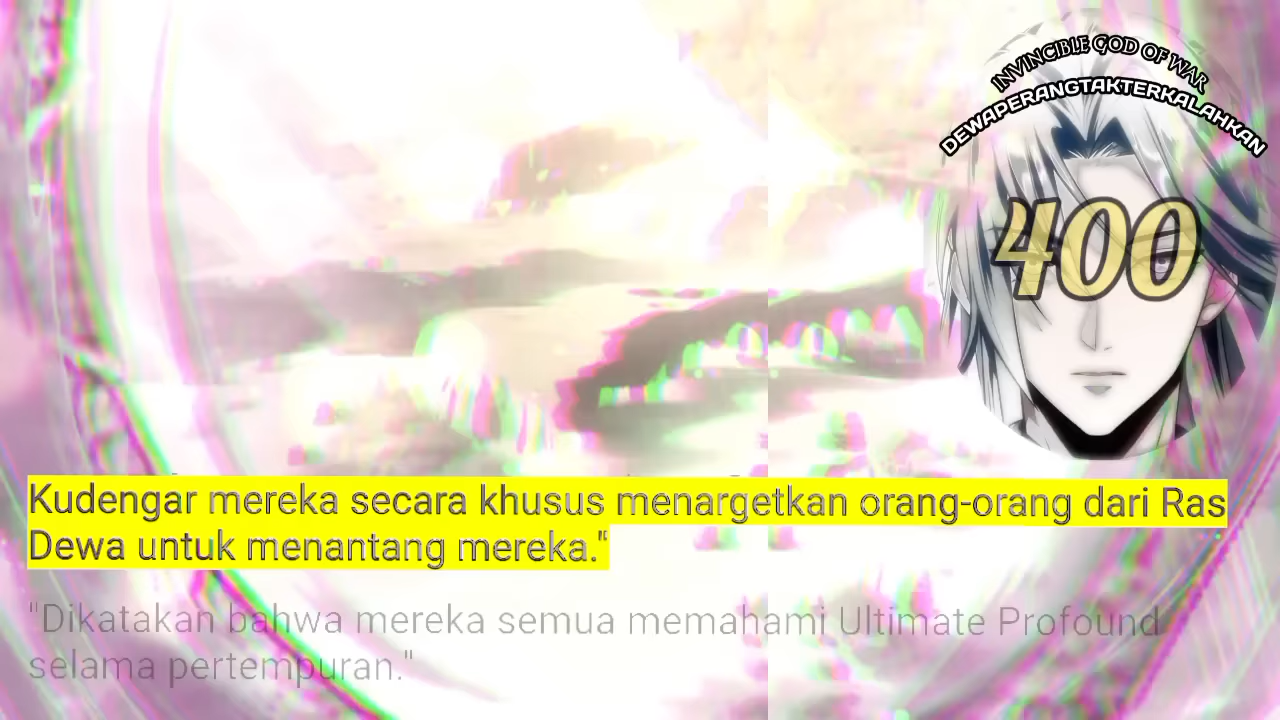 INVINCIBLE GOD OF WAR
DEWAPERANGTAKTERKALAHKAN
400
Kudengar mereka secara khusus menargetkan orang-orang dari Ras
Dewa untuk menantang mereka."
"Dikatakan bahwa mereka semua memahami Ultimate Profound
selama pertempuran."